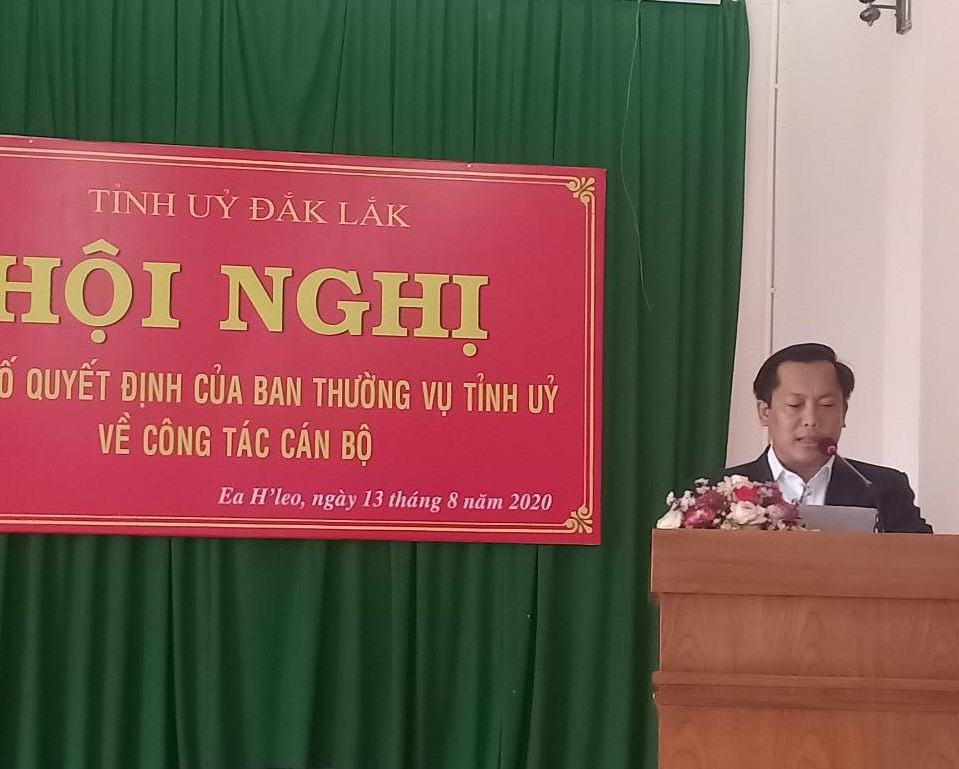 TỈNH UỶ ĐẮK LẮK
HỘI NGHỊ
Ố QUYẾT ĐỊNH CỦA BAN THƯỜNG VỤ TỈNH UỶ
VỀ CÔNG TÁC CÁN BỘ
Ea H'leo, ngày 13 tháng 8 năm 2020